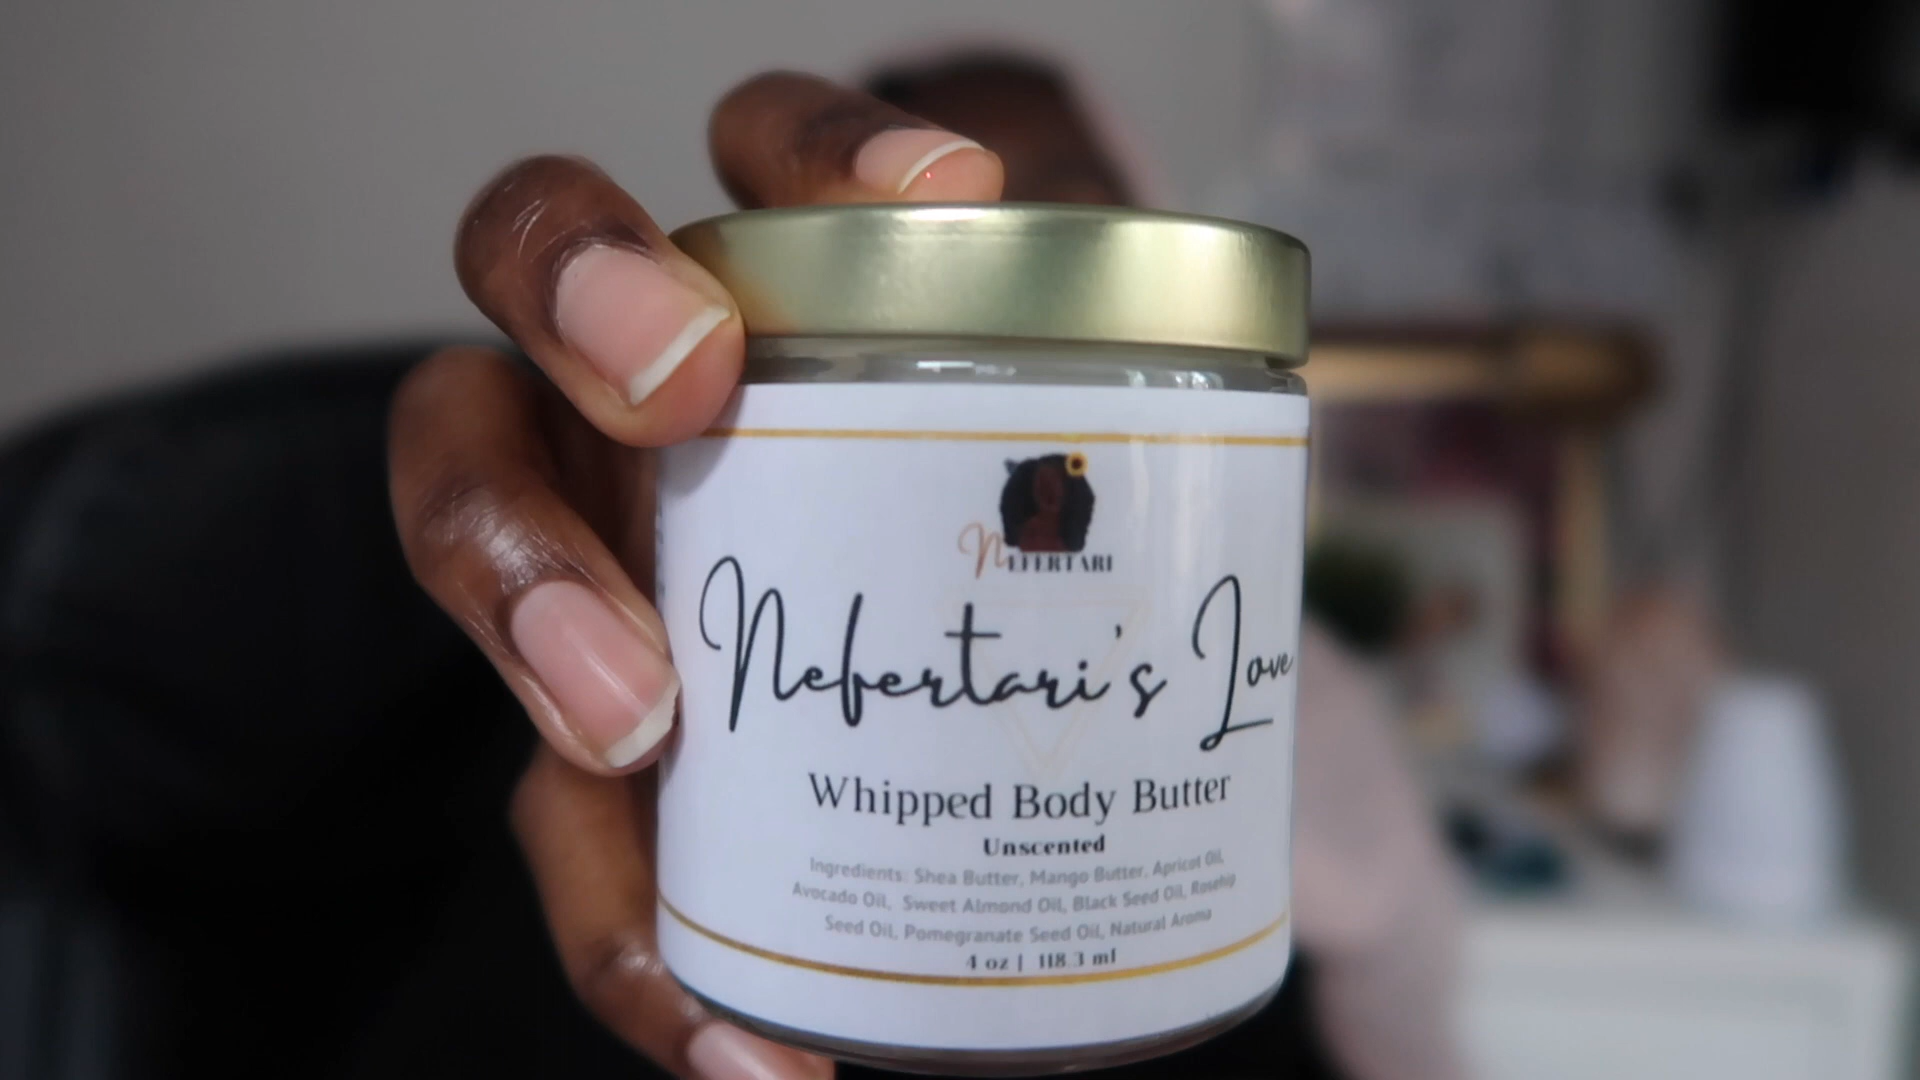 NEFERTARI
Nefertari's Love
Whipped Body Butter
Unscented
Ingredients: Shea Butter, Mango Butter, Apricot Oil,
Avocado Oil, Sweet Almond Oil, Black Seed Oil, Rosehip
Seed Oil, Pomegranate Seed Oil, Natural Aroma
4 oz | 118.3 ml